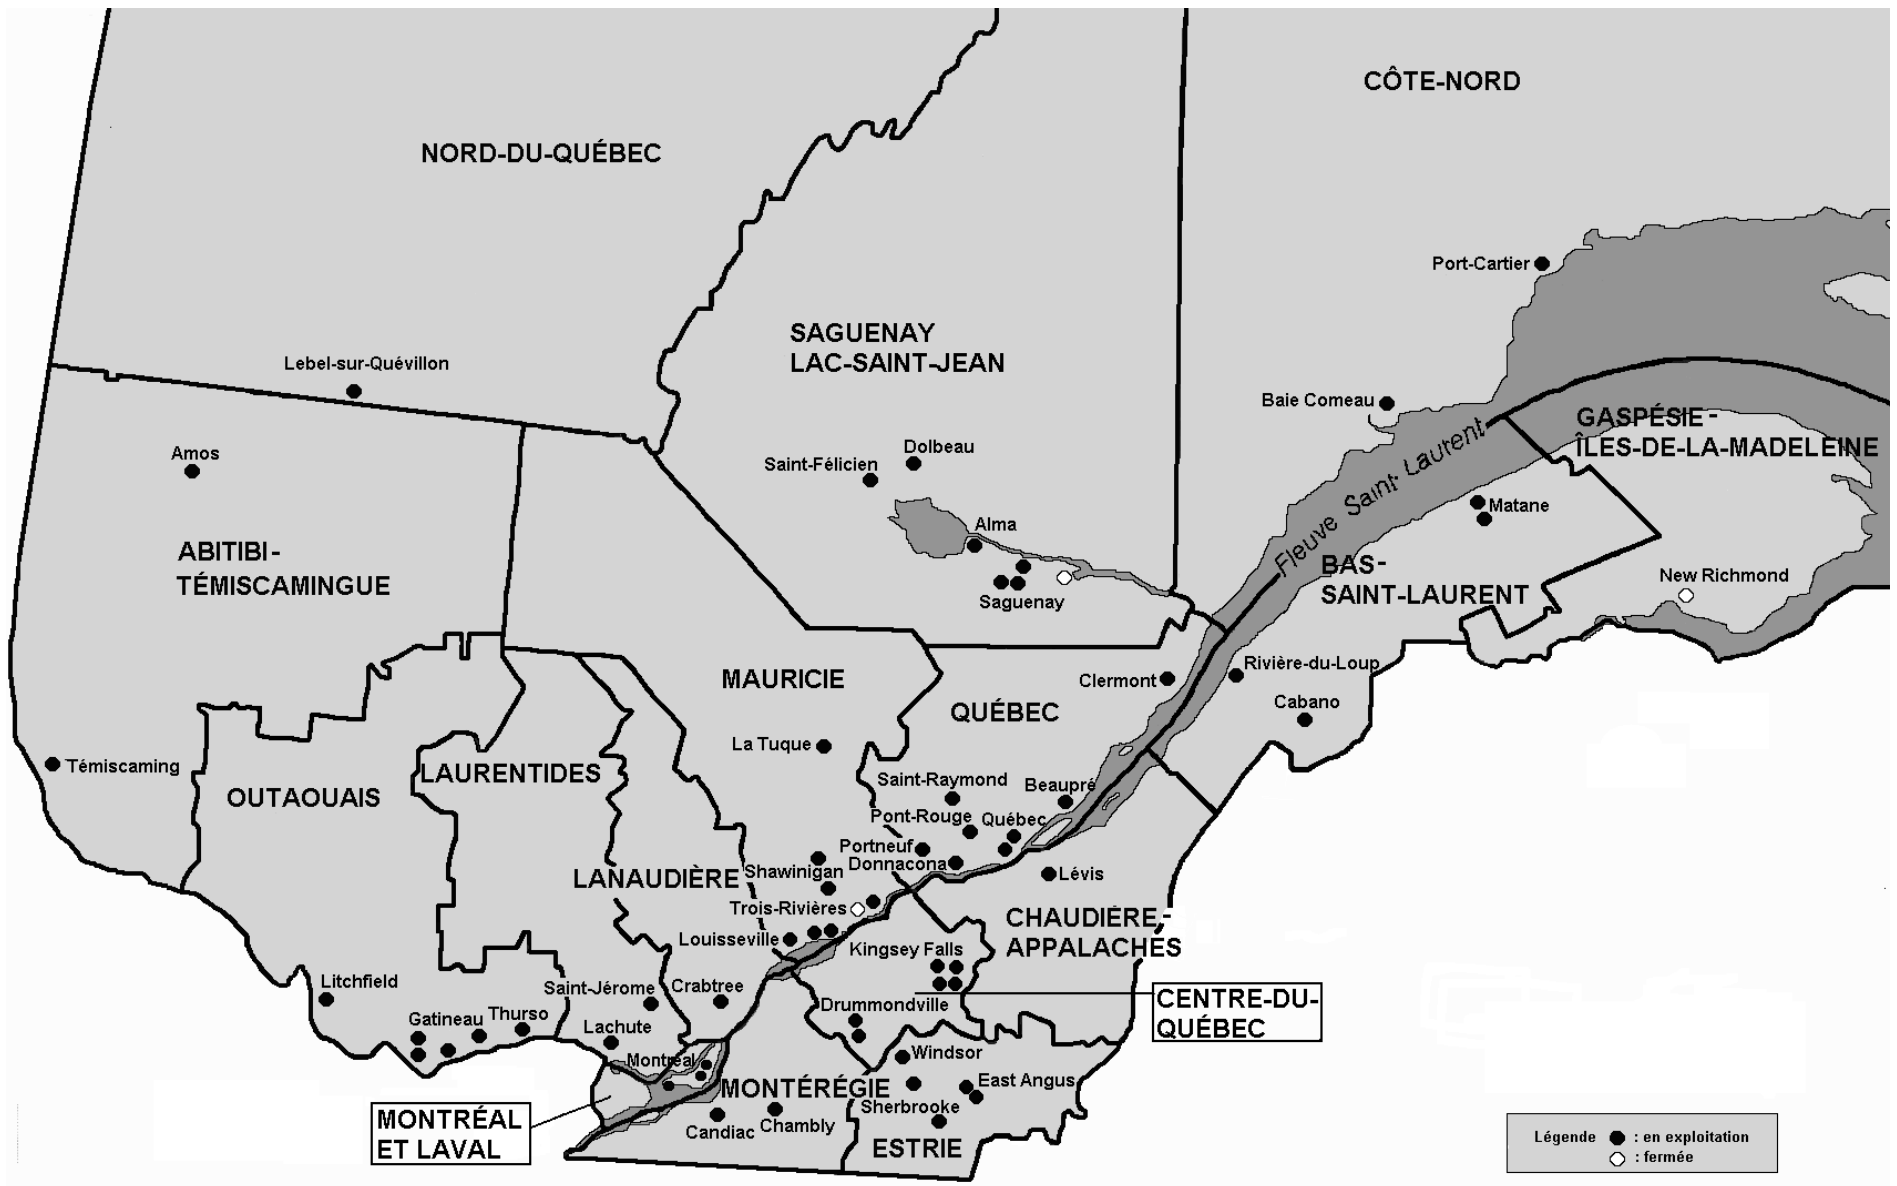 CÔTE-NORD
NORD-DU-QUÉBEC
Port-Cartier
SAGUENAY
LAC-SAINT-JEAN
Lebel-sur-Quévillon
Baie Comeau
GASPÉSIE-
ÎLES-DE-LA-MADELEINE
Fleuve Saint Laurent
Amos
Dolbeau
Saint-Félicien
Matane
Alma
ABITIBI-
TÉMISCAMINGUE
BAS-
SAINT-LAURENT
New Richmond
Saguenay
MAURICIE
Clermont
Rivière-du-Loup
Cabano
QUÉBEC
La Tuque
Témiscaming
LAURENTIDES
OUTAOUAIS
Saint-Raymond
Beaupré
Pont-Rouge
Québec
Portneuf
Donnacona
LANAUDIÈRE
Shawinigan
Lévis
Trois-Rivières
CHAUDIÈRE-
APPALACHES
Louisseville
Kingsey Falls
Litchfield
Saint-Jérome
Crabtree
Drummondville
CENTRE-DU-
QUÉBEC
Gatineau
Thurso
Lachute
Montréal
Windsor
MONTÉRÉGIE
East Angus
Sherbrooke
MONTRÉAL
ET LAVAL
Candiac
Chambly
ESTRIE
Légende : en exploitation
: fermée